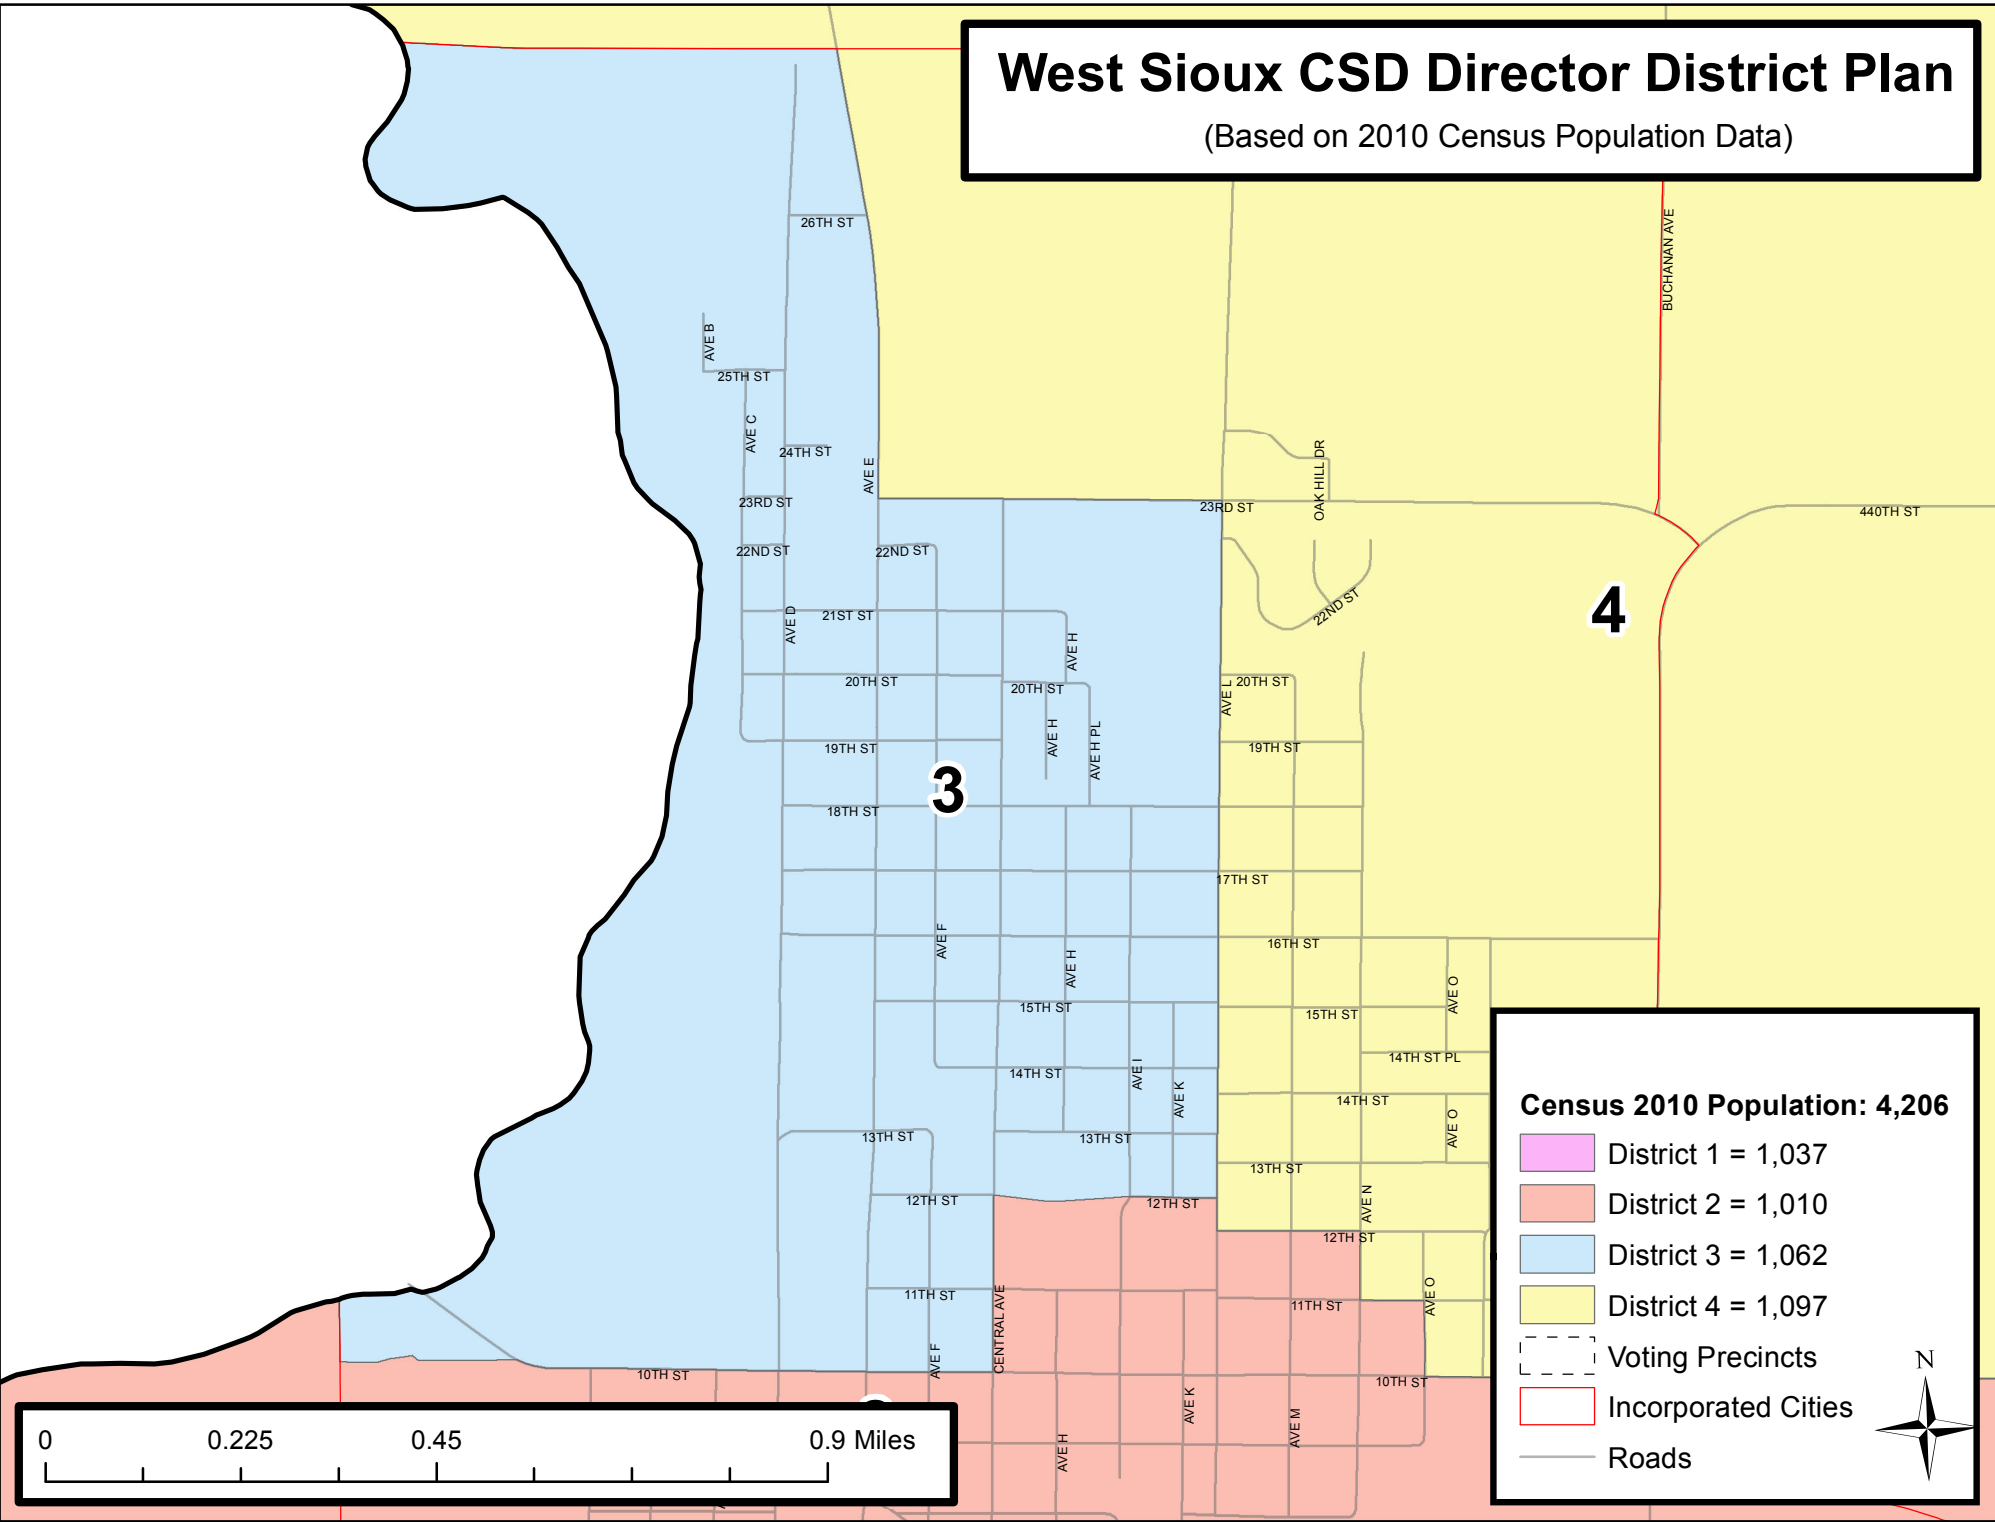 West Sioux CSD Director District Plan
(Based on 2010 Census Population Data)
26TH ST
BUCHANAN AVE
AVE B
25TH ST
AVE C
24TH ST
AVE E
OAK HILL DR
23RD ST
23RD ST
440TH ST
22ND ST
22ND ST
22ND ST
4
21ST ST
AVE D
AVE H
20TH ST
20TH ST
20TH ST
AVE L
AVE H
AVE H PL
19TH ST
19TH ST
3
18TH ST
17TH ST
AVE F
16TH ST
AVE H
AVE O
15TH ST
15TH ST
14TH ST PL
14TH ST
AVE I
AVE K
14TH ST
AVE O
13TH ST
13TH ST
13TH ST
12TH ST
12TH ST
AVE N
12TH ST
11TH ST
CENTRAL AVE
11TH ST
AVE O
AVE F
10TH ST
10TH ST
AVE K
AVE M
AVE H
0 0.225 0.45 0.9 Miles
Census 2010 Population: 4,206
District 1 = 1,037
District 2 = 1,010
District 3 = 1,062
District 4 = 1,097
Voting Precincts
Incorporated Cities
Roads
N